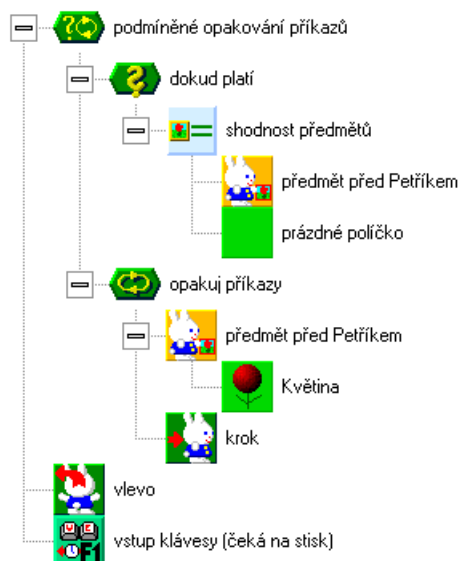 podmíněné opakování příkazů
dokud platí
shodnost předmětů
předmět před Petříkem
prázdné políčko
opakuj příkazy
předmět před Petříkem
Květina
krok
vlevo
F1
vstup klávesy (čeká na stisk)